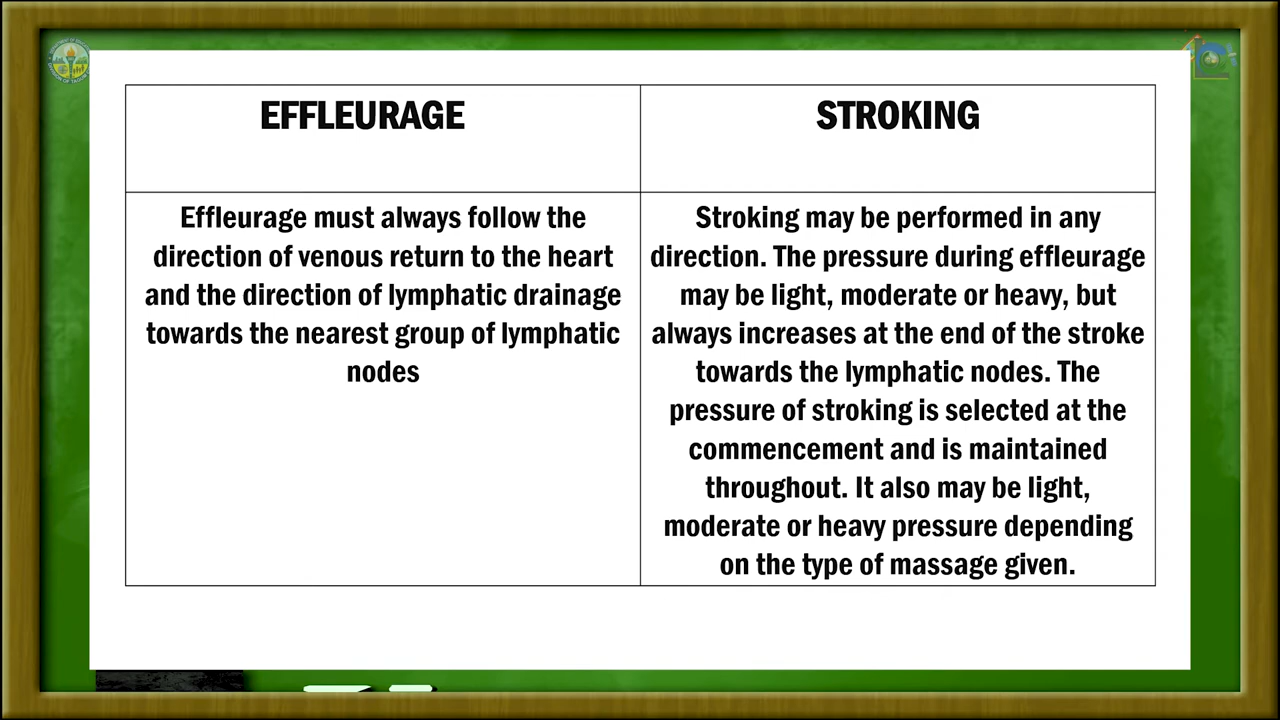 EFFLEURAGE
STROKING
Effleurage must always follow the
direction of venous return to the heart
and the direction of lymphatic drainage
towards the nearest group of lymphatic
nodes
Stroking may be performed in any
direction. The pressure during effleurage
may be light, moderate or heavy, but
always increases at the end of the stroke
towards the lymphatic nodes. The
pressure of stroking is selected at the
commencement and is maintained
throughout. It also may be light,
moderate or heavy pressure depending
on the type of massage given.